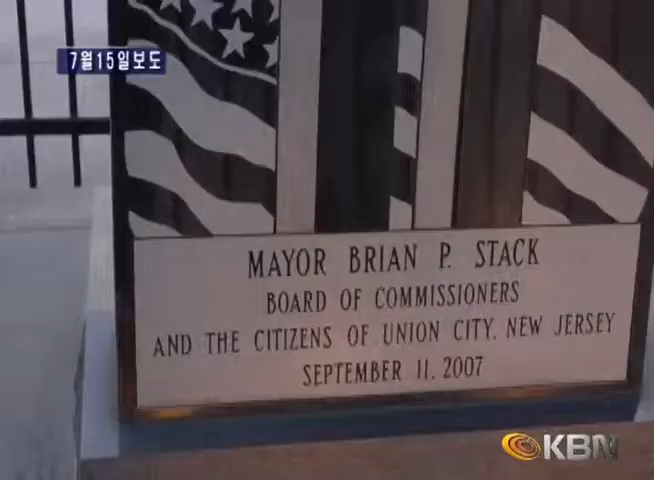 7월15일보도
MAYOR BRIAN P. STACK
BOARD OF COMMISSIONERS
AND THE CITIZENS OF UNION CITY, NEW JERSEY
SEPTEMBER 11, 2007
KBN